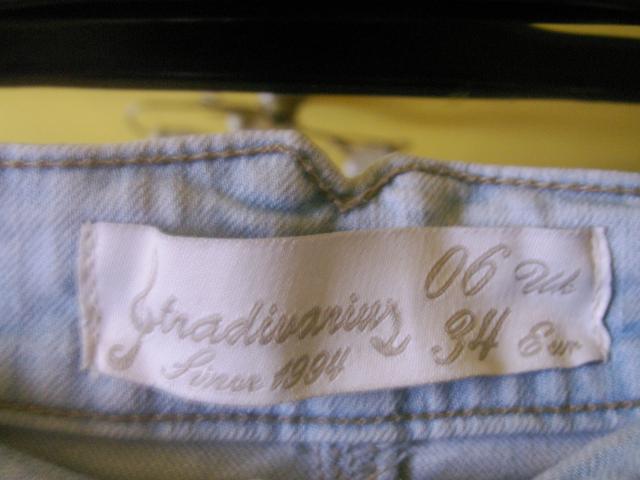 Stradivarius
Since 1994
06 Uk
34 Eur